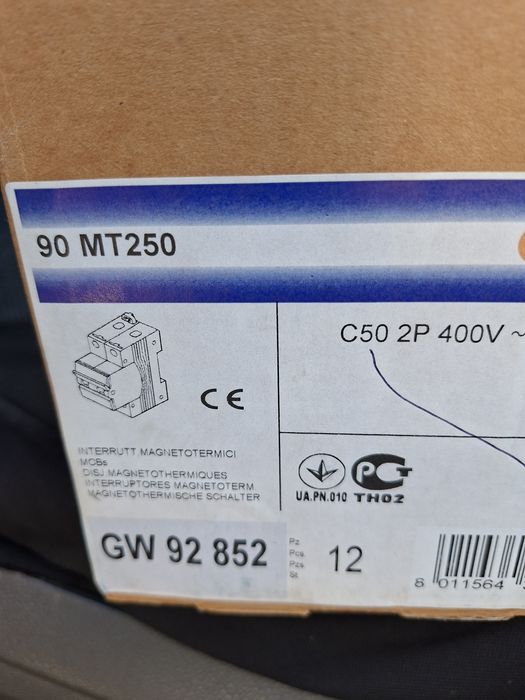 90 MT250
C50 2P 400V ~
CE
INTERRUTT MAGNETOTERMICI
MCBs
DISJ.MAGNETOTHERMIQUES
INTERRUPTORES MAGNETOTERM
MAGNETOTHERMISCHE SCHALTER
UA.PN.010
PCT
TH02
GW 92 852
Pz
Pcs.
Pzs
St
12
8 011564